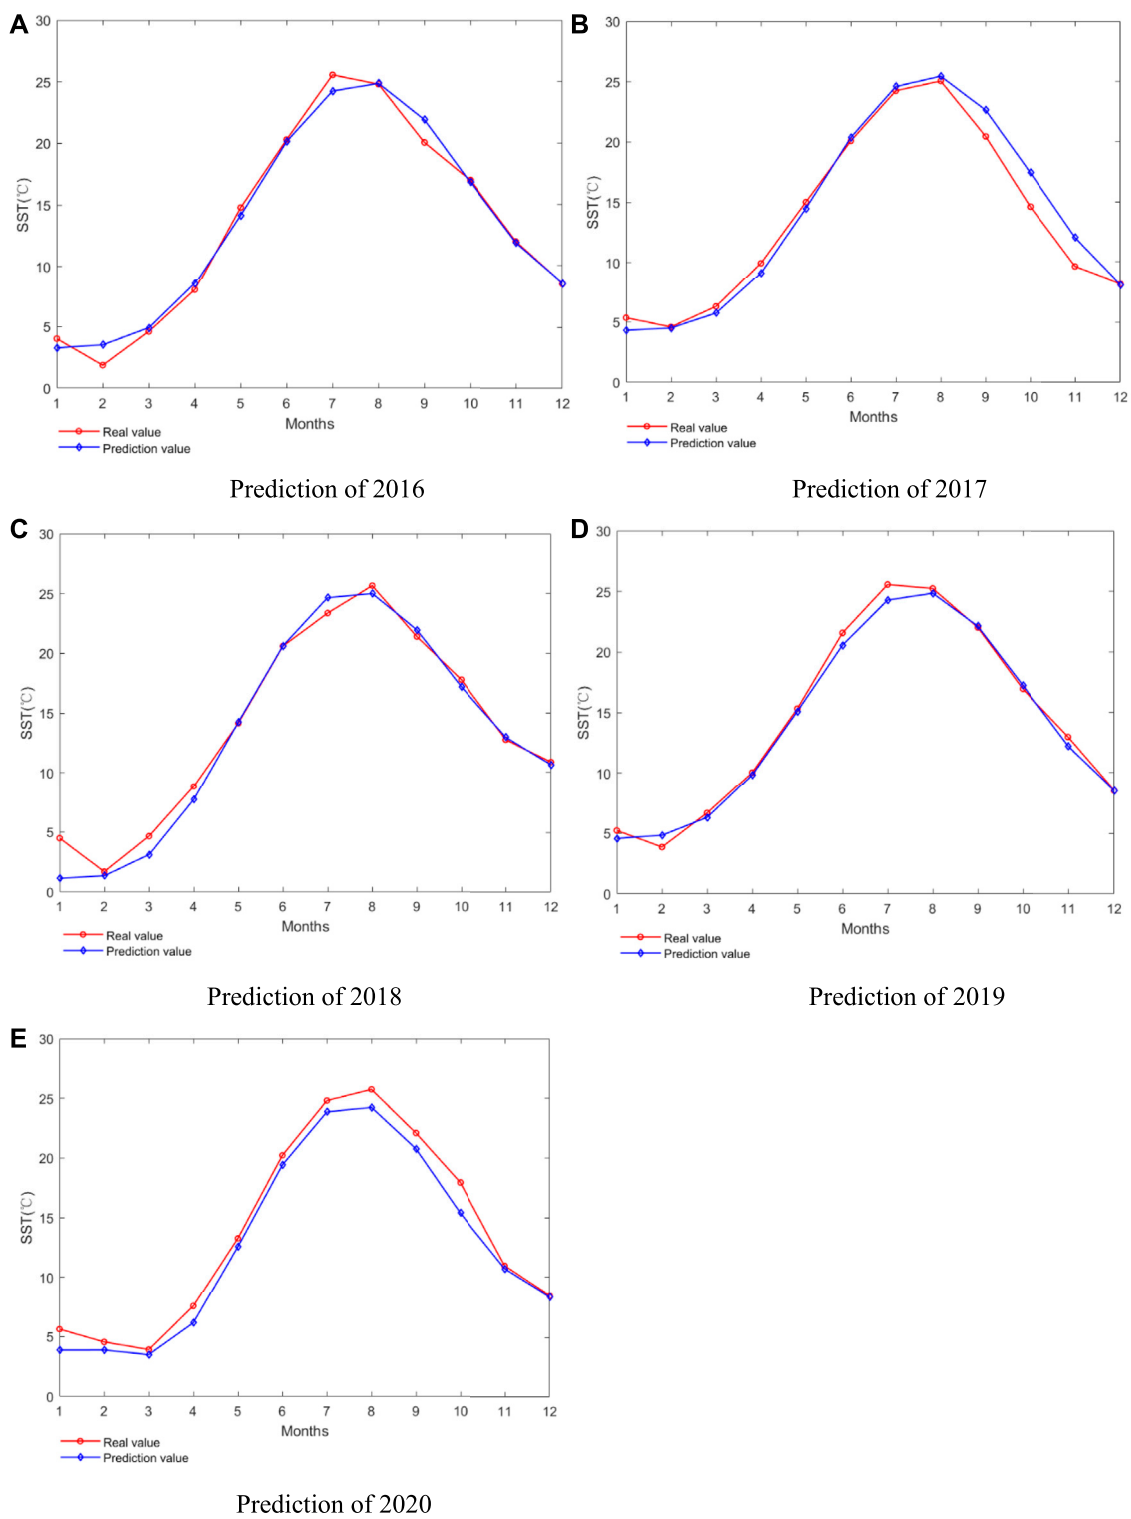 A
30
25
20
15
10
5
0
SST(℃)
1 2 3 4 5 6 7 8 9 10 11 12
Months
Real value
Prediction value
Prediction of 2016
B
30
25
20
15
10
5
0
SST(℃)
1 2 3 4 5 6 7 8 9 10 11 12
Months
Real value
Prediction value
Prediction of 2017
C
30
25
20
15
10
5
0
SST(℃)
1 2 3 4 5 6 7 8 9 10 11 12
Months
Real value
Prediction value
Prediction of 2018
D
30
25
20
15
10
5
0
SST(℃)
1 2 3 4 5 6 7 8 9 10 11 12
Months
Real value
Prediction value
Prediction of 2019
E
30
25
20
15
10
5
0
SST(℃)
1 2 3 4 5 6 7 8 9 10 11 12
Months
Real value
Prediction value
Prediction of 2020